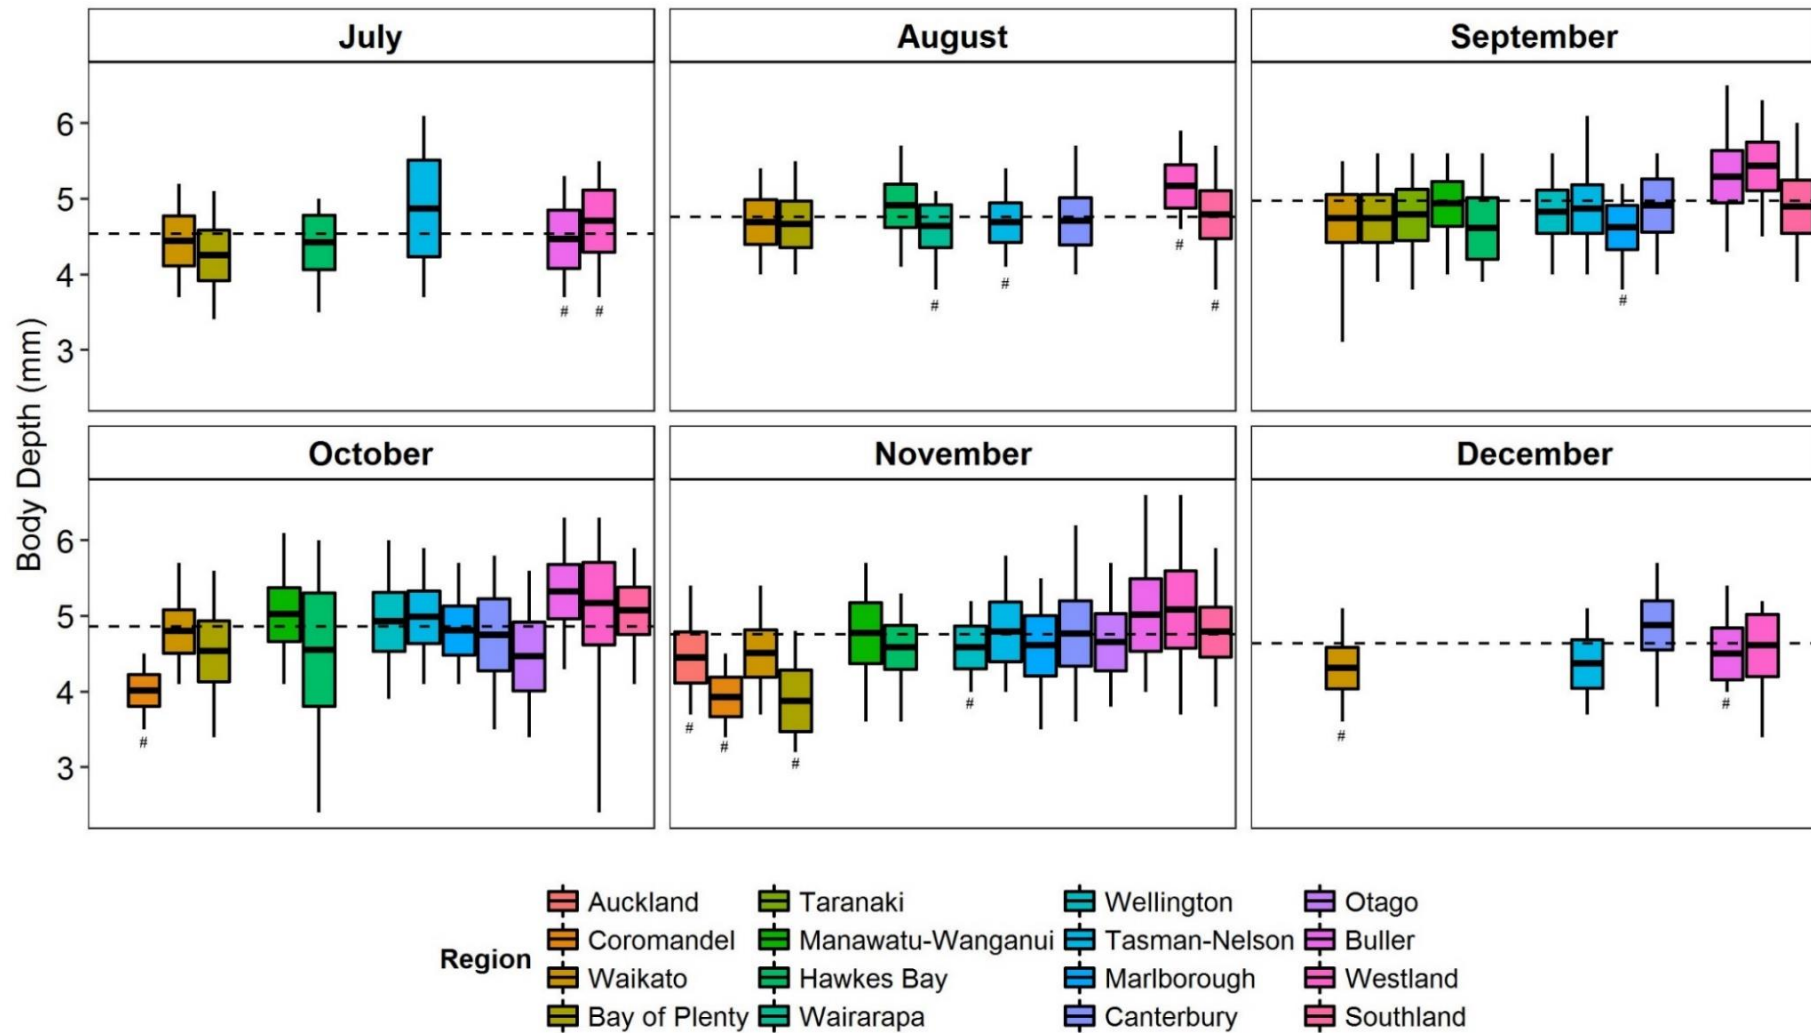 July August September
Body Depth (mm)
6
5
4
3
# #
# # # #
#
October November December
6
5
4
3
#
# # # #
# #
Region
Auckland Taranaki Wellington Otago
Coromandel Manawatu-Wanganui Tasman-Nelson Buller
Waikato Hawkes Bay Marlborough Westland
Bay of Plenty Wairarapa Canterbury Southland